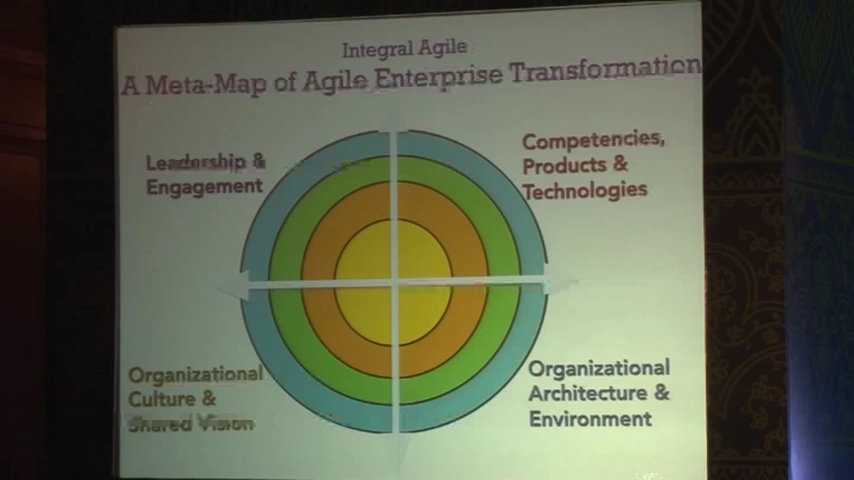 Integral Agile
A Meta-Map of Agile Enterprise Transformation
Leadership &
Engagement
Competencies,
Products &
Technologies
Organizational
Culture &
Shared Vision
Organizational
Architecture &
Environment